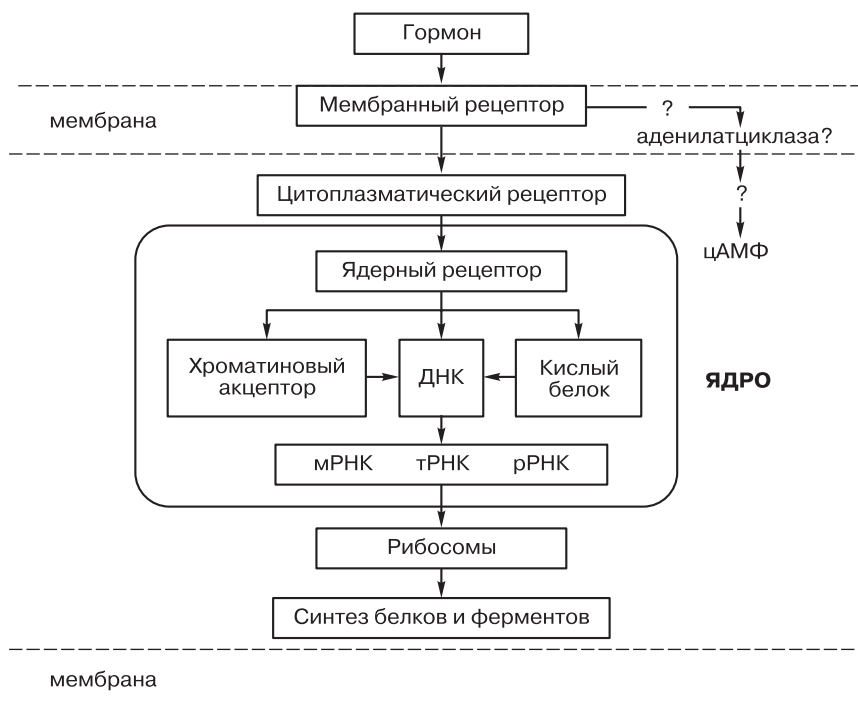 Гормон
Мембранный рецептор
?
мембрана
аденилатциклаза?
Цитоплазматический рецептор
?
цАМФ
Ядерный рецептор
Хроматиновый
акцептор
ДНК
Кислый
белок
ЯДРО
мРНК тРНК рРНК
Рибосомы
Синтез белков и ферментов
мембрана